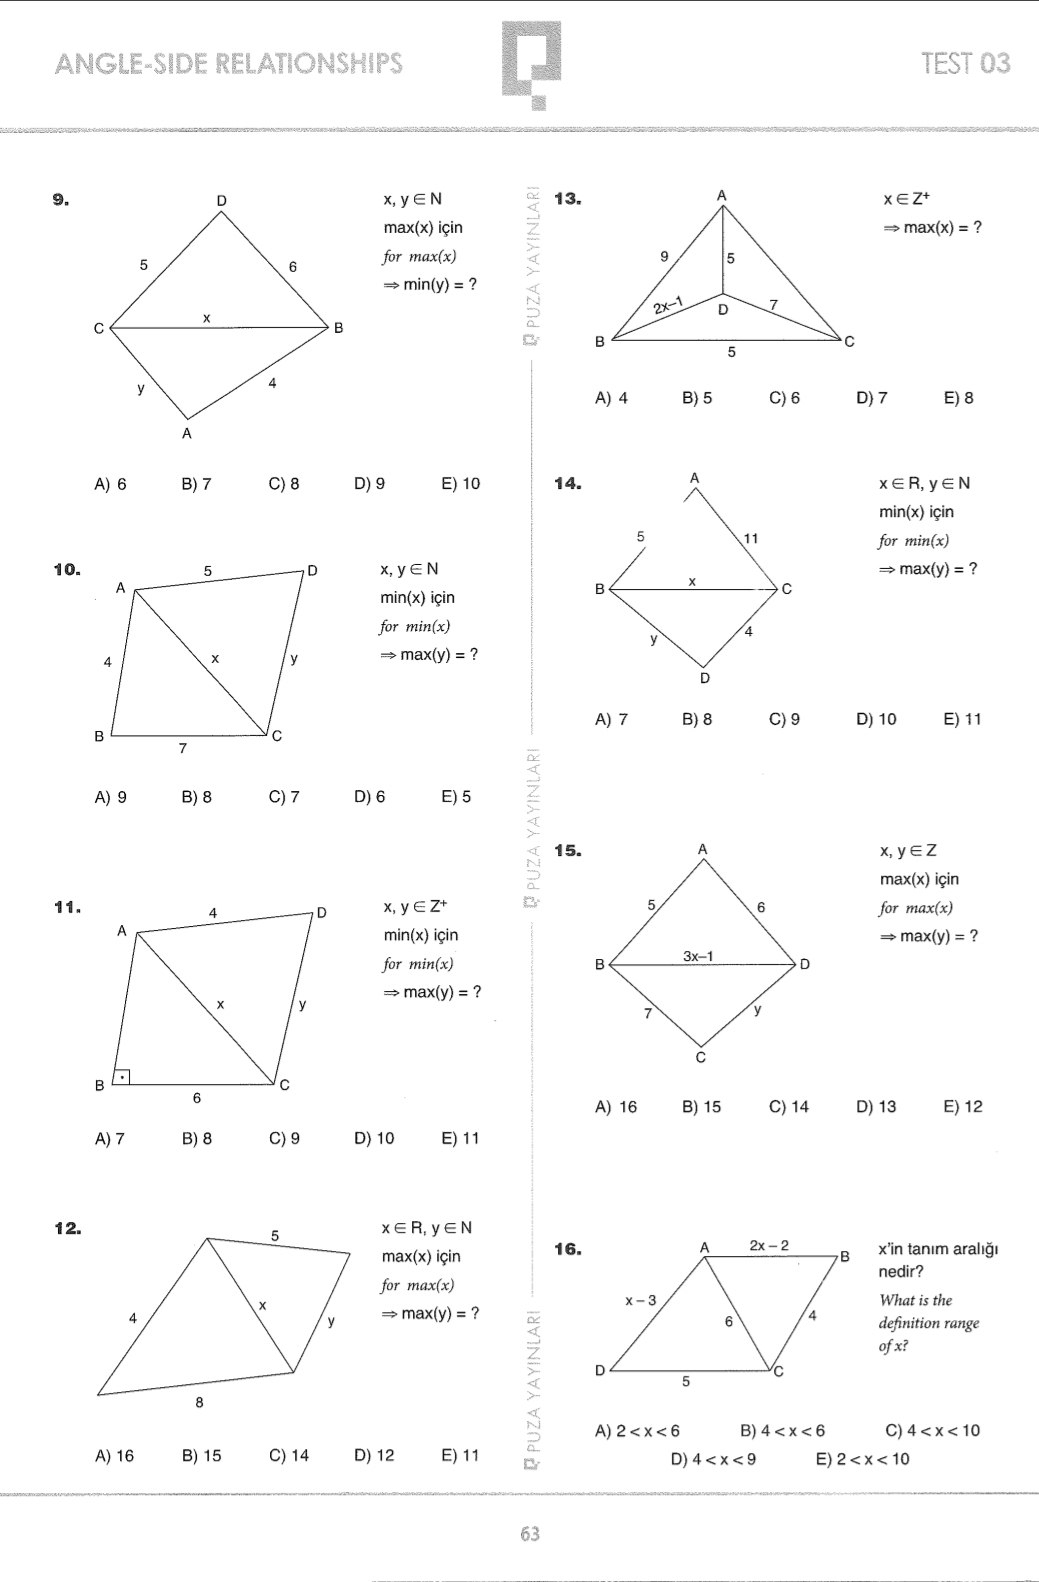 ANGLE-SIDE RELATIONSHIPS
TEST 03
9.
D
5
6
C
x
B
y
4
A
x, y ∈ N
max(x) için
for max(x)
⇒ min(y) = ?
A) 6 B) 7 C) 8 D) 9 E) 10
10.
A
5
D
4
x
y
B
7
C
x, y ∈ N
min(x) için
for min(x)
⇒ max(y) = ?
A) 9 B) 8 C) 7 D) 6 E) 5
11.
A
4
D
x
y
B
6
C
x, y ∈ Z+
min(x) için
for min(x)
⇒ max(y) = ?
A) 7 B) 8 C) 9 D) 10 E) 11
12.
5
4
x
y
8
x ∈ R, y ∈ N
max(x) için
for max(x)
⇒ max(y) = ?
A) 16 B) 15 C) 14 D) 12 E) 11
PUZA YAYINLARI
PUZA YAYINLARI
PUZA YAYINLARI
13.
A
9
5
2x–1
D
7
B
5
C
x ∈ Z+
⇒ max(x) = ?
A) 4 B) 5 C) 6 D) 7 E) 8
14.
A
5
11
B
x
C
y
4
D
x ∈ R, y ∈ N
min(x) için
for min(x)
⇒ max(y) = ?
A) 7 B) 8 C) 9 D) 10 E) 11
15.
A
5
6
B
3x–1
D
7
y
C
x, y ∈ Z
max(x) için
for max(x)
⇒ max(y) = ?
A) 16 B) 15 C) 14 D) 13 E) 12
16.
A
2x – 2
B
x – 3
6
4
D
5
C
x'in tanım aralığı
nedir?
What is the
definition range
of x?
A) 2 < x < 6 B) 4 < x < 6 C) 4 < x < 10
D) 4 < x < 9 E) 2 < x < 10
63